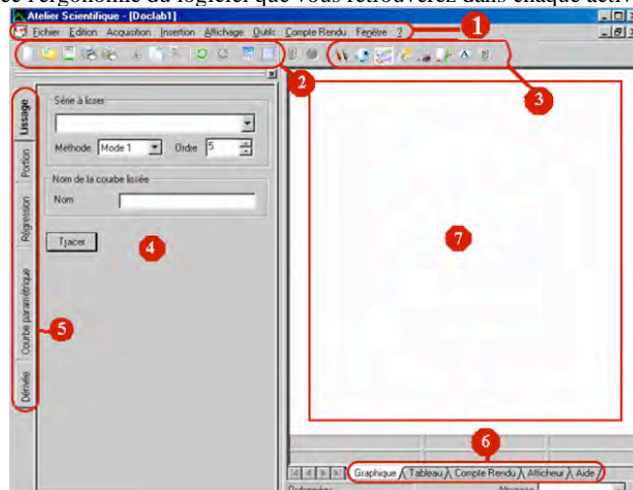 ce l'ergonomie du logiciel que vous retrouverez dans chaque activ
Atelier Scientifique - [Doclab1]
Fichier Edition Acquisition Insertion Affichage Outils Compte Rendu Fenêtre ?
1
2
3
Lissage
Portion
Régression
Courbe paramétrique
Dérivée
5
Série à lisser
Méthode Mode 1 Ordre 5
Nom de la courbe lissée
Nom
Tracer
4
7
6
Graphique Tableau Compte Rendu Afficheur Aide
Ordonnées Abscisse